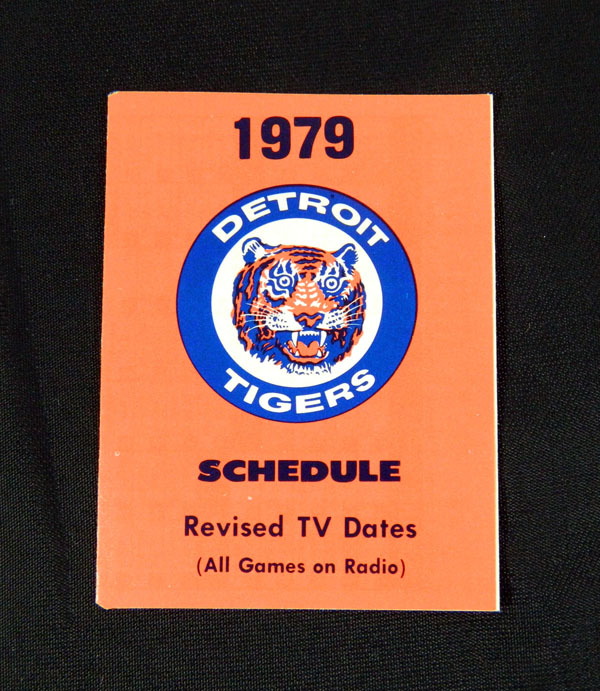 1979
DETROIT
TIGERS
SCHEDULE
Revised TV Dates
(All Games on Radio)